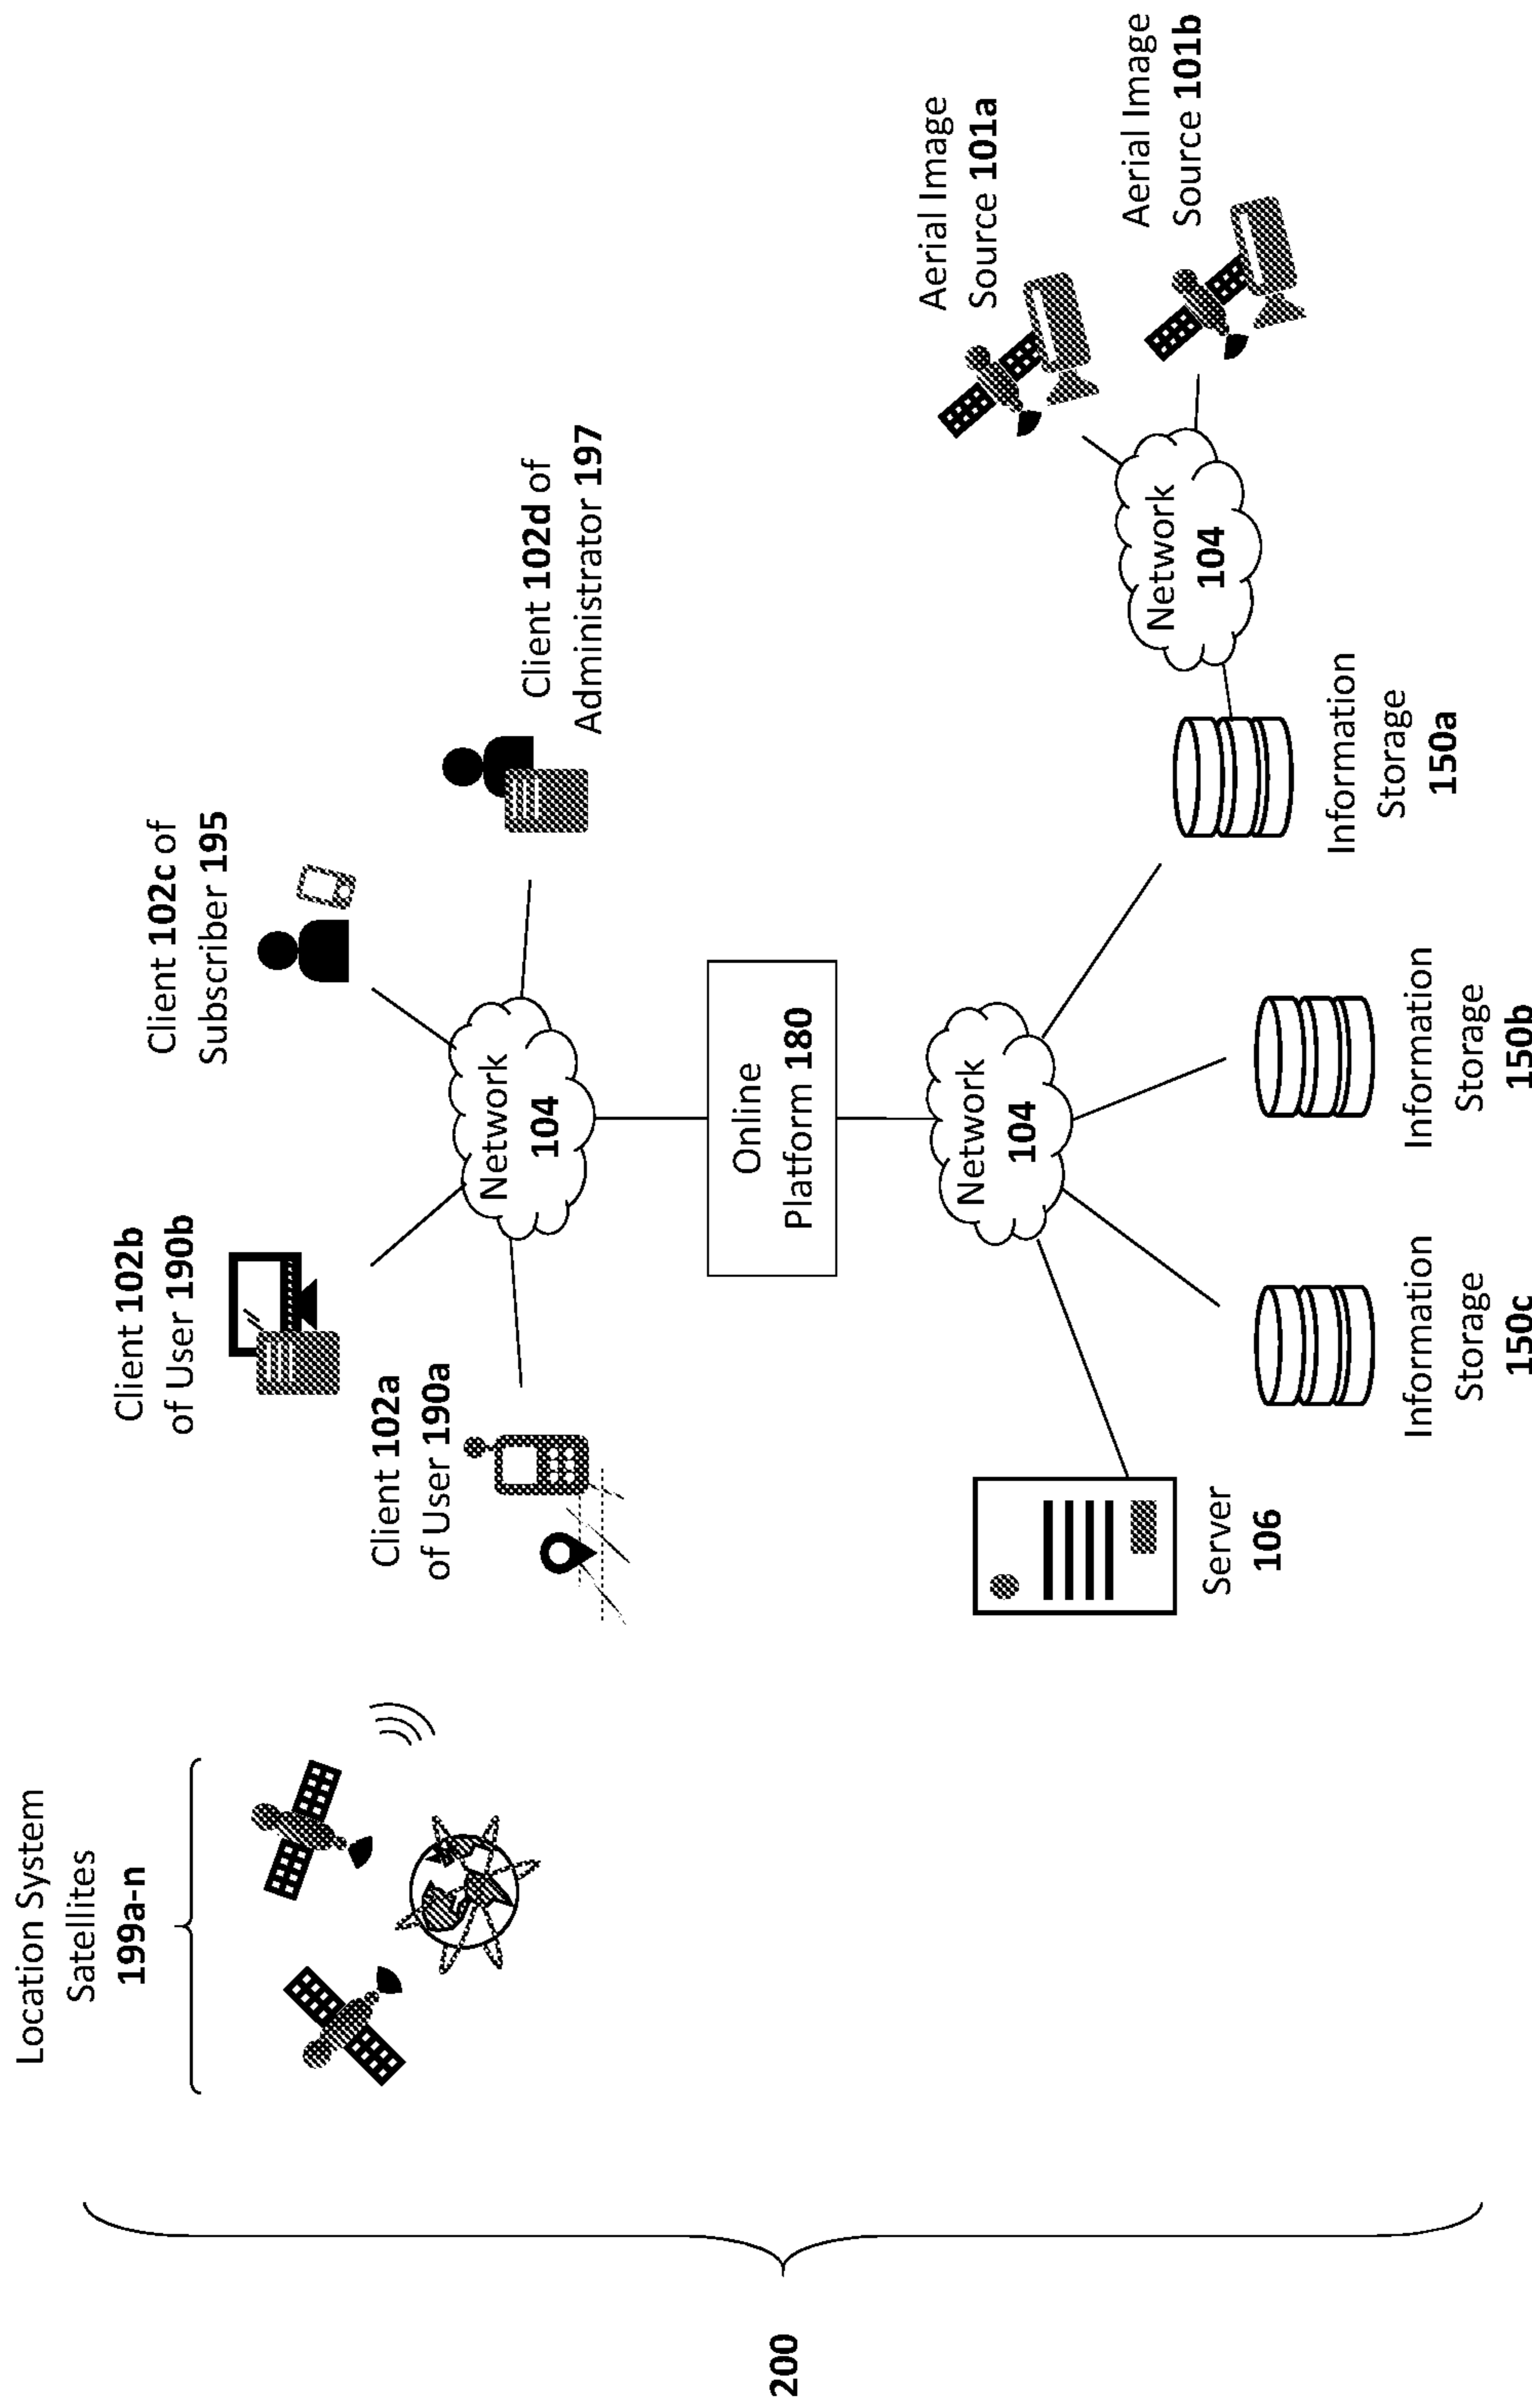 200
Location System
Satellites
199a-n
Client 102a
of User 190a
Client 102b
of User 190b
Client 102c of
Subscriber 195
Client 102d of
Administrator 197
Network
104
Online
Platform 180
Network
104
Server
106
Information
Storage
150c
Information
Storage
150b
Information
Storage
150a
Network
104
Aerial Image
Source 101a
Aerial Image
Source 101b